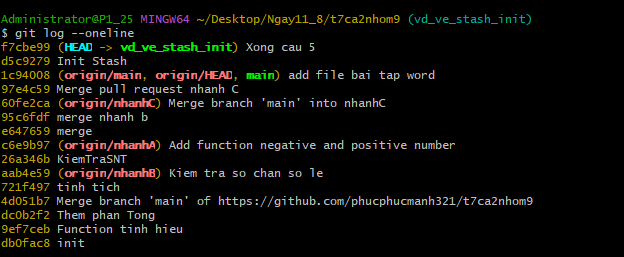 Administrator@P1_25 MINGW64 ~/Desktop/Ngay11_8/t7ca2nhom9 (vd_ve_stash_init)
$ git log --oneline
f7cbe99 (HEAD -> vd_ve_stash_init) Xong cau 5
d5c9279 Init Stash
1c94008 (origin/main, origin/HEAD, main) add file bai tap word
97e4c59 Merge pull request nhanh C
60fe2ca (origin/nhanhC) Merge branch 'main' into nhanhC
95c6fdf merge nhanh b
e647659 merge
c6e9b97 (origin/nhanhA) Add function negative and positive number
26a346b KiemTraSNT
aab4e59 (origin/nhanhB) Kiem tra so chan so le
721f497 tinh tich
4d051b7 Merge branch 'main' of https://github.com/phucphucmanh321/t7ca2nhom9
dc0b2f2 Them phan Tong
9ef7ceb Function tinh hieu
db0fac8 init